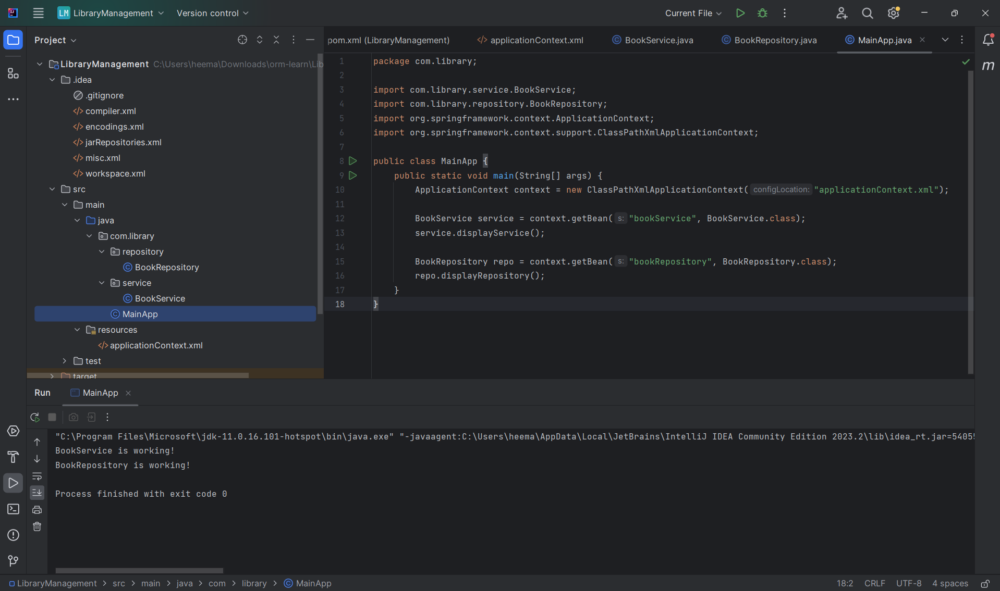 LM LibraryManagement Version control Current File
Project
pom.xml (LibraryManagement) applicationContext.xml BookService.java BookRepository.java MainApp.java
LibraryManagement C:\Users\heema\Downloads\orm-learn\Lib
.idea
.gitignore
compiler.xml
encodings.xml
jarRepositories.xml
misc.xml
workspace.xml
src
main
java
com.library
repository
BookRepository
service
BookService
MainApp
resources
applicationContext.xml
test
target
1 package com.library;
2
3 import com.library.service.BookService;
4 import com.library.repository.BookRepository;
5 import org.springframework.context.ApplicationContext;
6 import org.springframework.context.support.ClassPathXmlApplicationContext;
7
8 public class MainApp {
9 public static void main(String[] args) {
10 ApplicationContext context = new ClassPathXmlApplicationContext( configLocation: "applicationContext.xml");
11
12 BookService service = context.getBean( s: "bookService", BookService.class);
13 service.displayService();
14
15 BookRepository repo = context.getBean( s: "bookRepository", BookRepository.class);
16 repo.displayRepository();
17 }
18 }
m
Run MainApp
"C:\Program Files\Microsoft\jdk-11.0.16.101-hotspot\bin\java.exe" "-javaagent:C:\Users\heema\AppData\Local\JetBrains\IntelliJ IDEA Community Edition 2023.2\lib\idea_rt.jar=54055
BookService is working!
BookRepository is working!
Process finished with exit code 0
LibraryManagement > src > main > java > com > library > MainApp
18:2 CRLF UTF-8 4 spaces